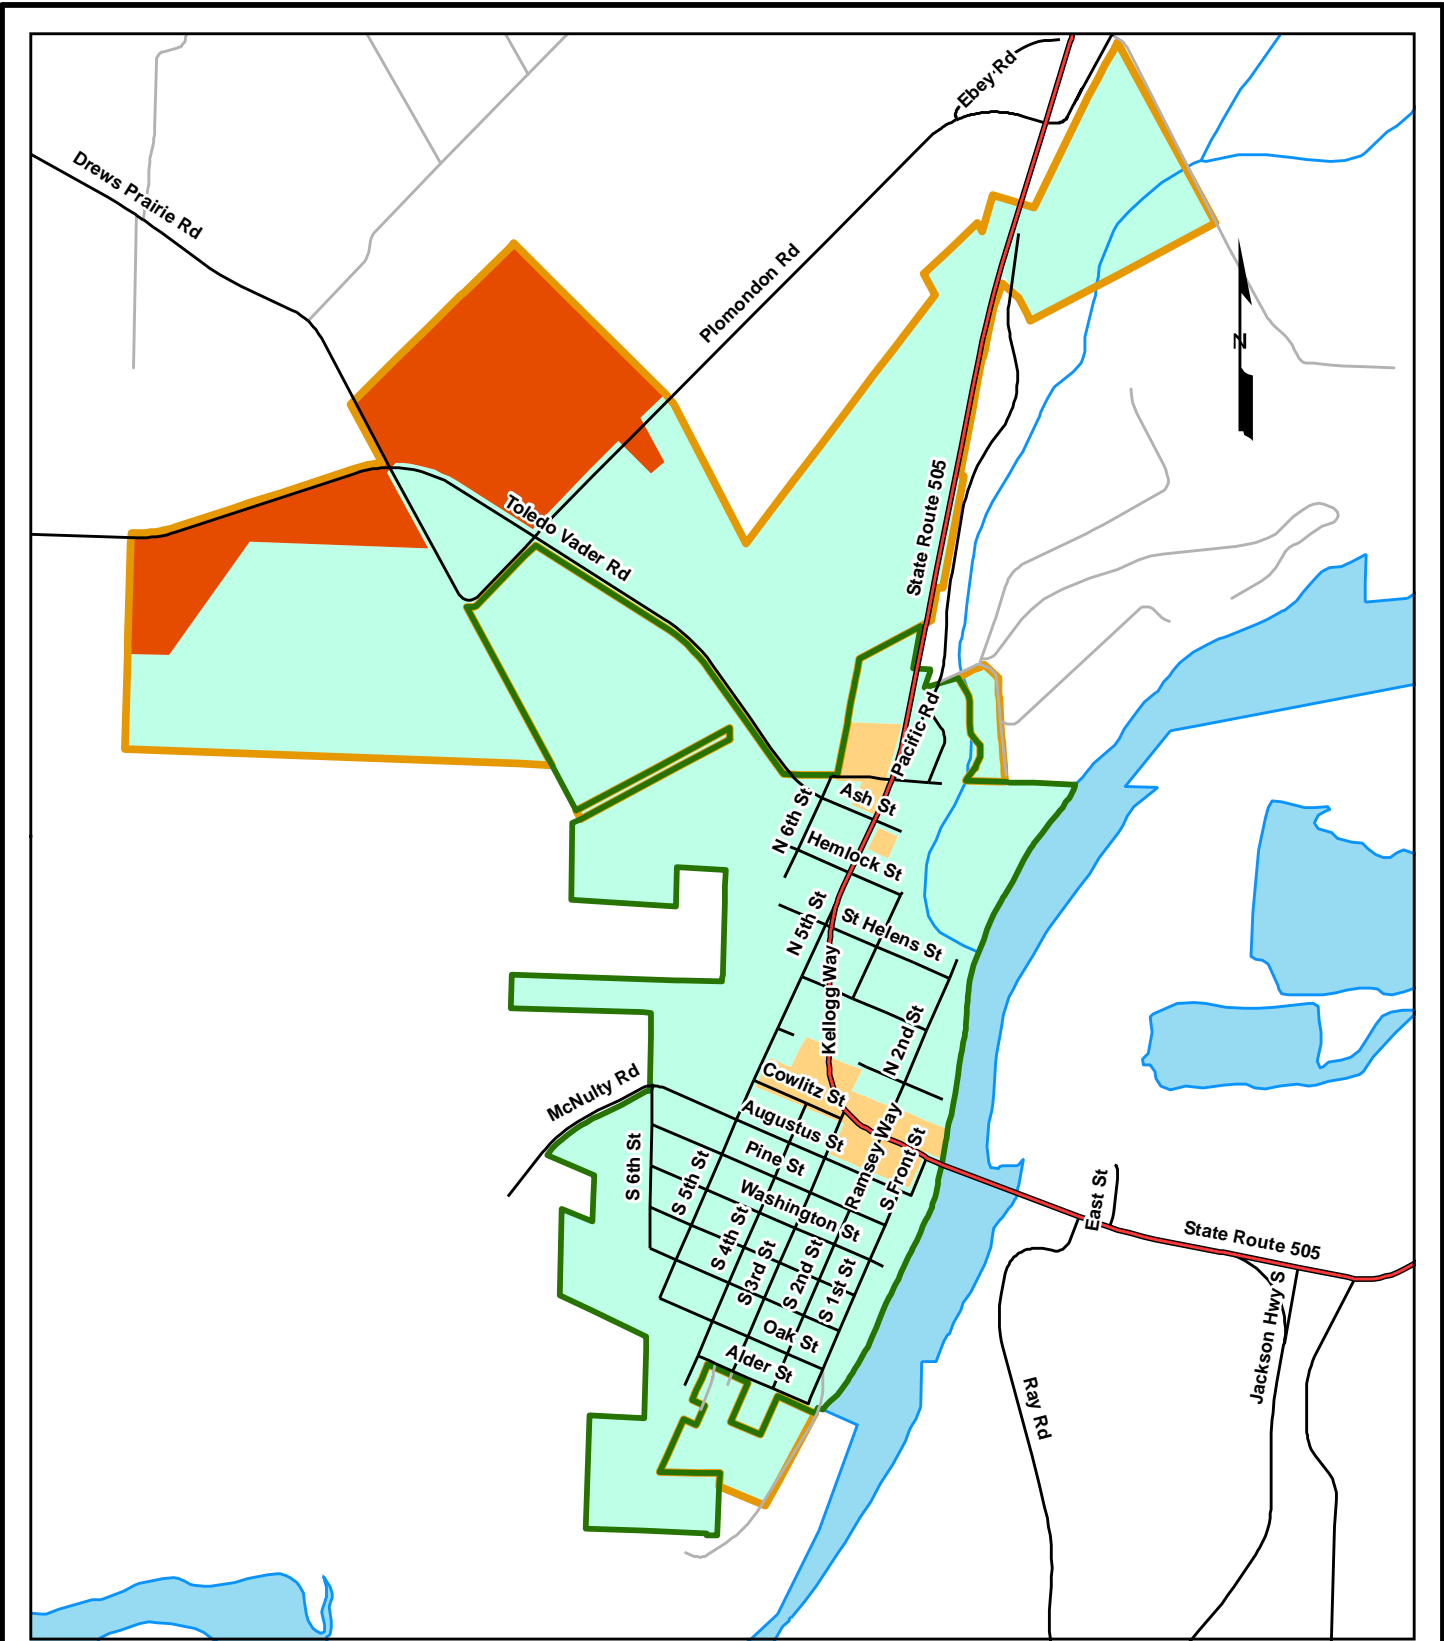 Ebey Rd
Drews Prairie Rd
Plomondon Rd
N
State Route 505
Toledo Vader Rd
Pacific Rd
Ash St
N 6th St
Hemlock St
N 5th St
St Helens St
Kellogg Way
N 2nd St
McNulty Rd
Cowlitz St
Augustus St
Ramsey Way
S Front St
S 6th St
Pine St
S 5th St
Washington St
East St
State Route 505
S 4th St
S 3rd St
S 2nd St
S 1st St
Jackson Hwy S
Oak St
Alder St
Ray Rd